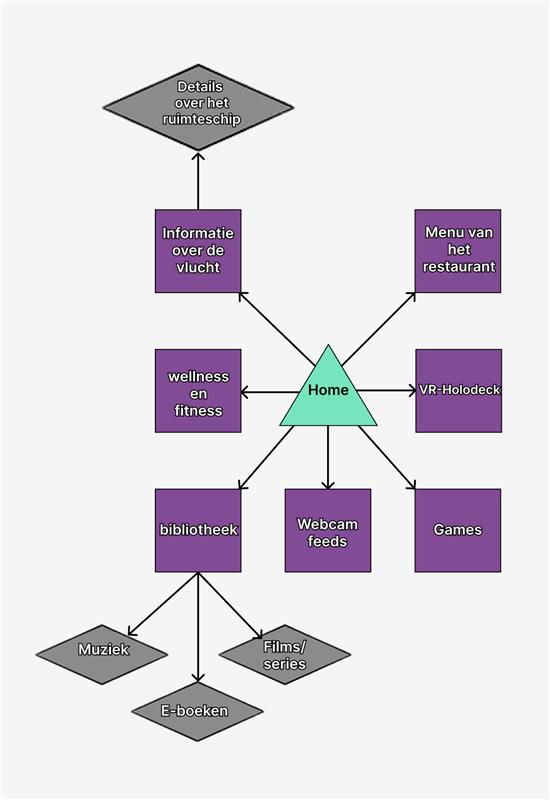 Details
over het
ruimteschip
Informatie
over de
vlucht
Menu van
het
restaurant
wellness
en
fitness
Home
VR-Holodeck
bibliotheek
Webcam
feeds
Games
Muziek
Films/
series
E-boeken